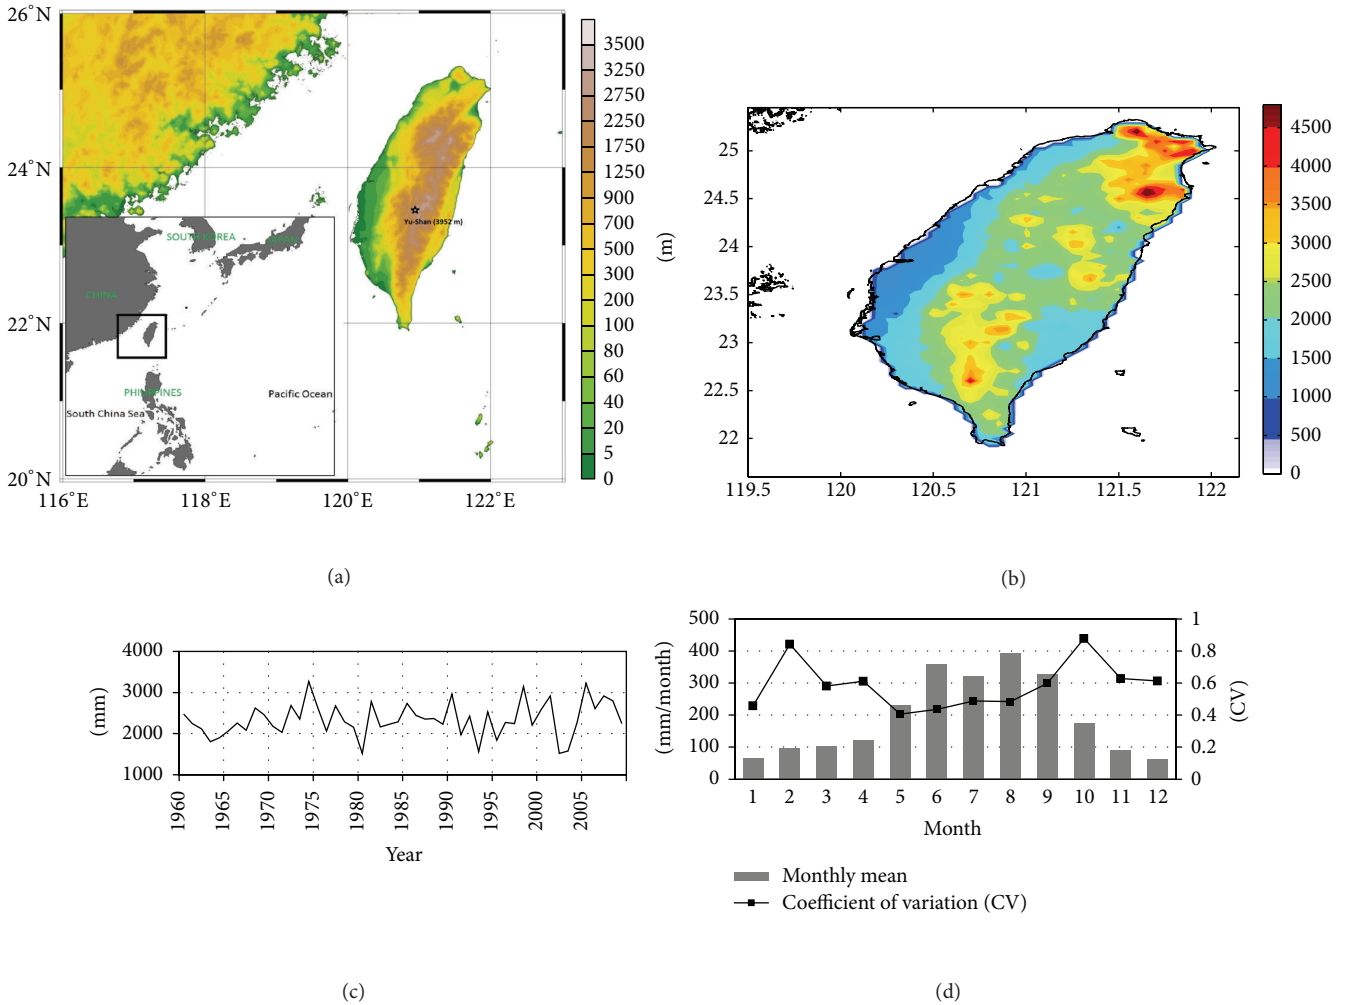 26°N
24°N
22°N
20°N
116°E
118°E
120°E
122°E
Yu-Shan (3952 m)
SOUTH KOREA
JAPAN
CHINA
PHILIPPINES
Pacific Ocean
South China Sea
3500
3250
2750
2250
1750
1250
900
700
500
300
200
100
80
60
40
20
5
0
(m)
(a)
25
24.5
24
23.5
23
22.5
22
119.5
120
120.5
121
121.5
122
4500
4000
3500
3000
2500
2000
1500
1000
500
0
(b)
4000
3000
2000
1000
(mm)
1960
1965
1970
1975
1980
1985
1990
1995
2000
2005
Year
(c)
500
400
300
200
100
0
(mm/month)
1
0.8
0.6
0.4
0.2
0
(CV)
1 2 3 4 5 6 7 8 9 10 11 12
Month
Monthly mean
Coefficient of variation (CV)
(d)